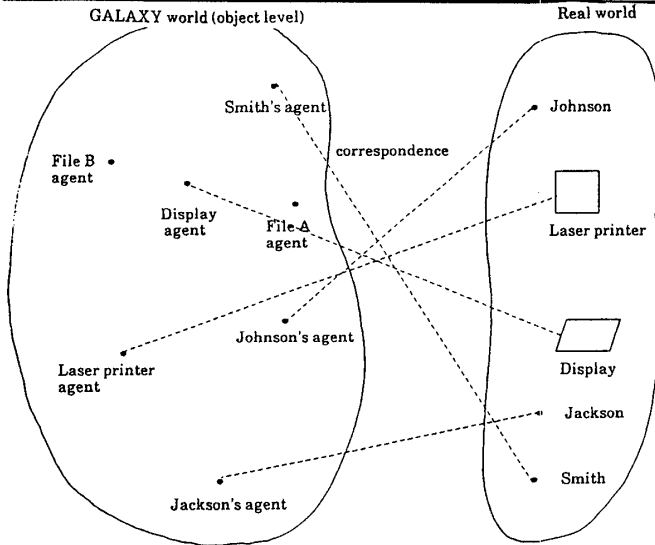 GALAXY world (object level)
Real world
Smith's agent
Johnson
correspondence
File B
agent
Display
agent
File A
agent
Laser printer
Johnson's agent
Laser printer
agent
Display
Jackson
Jackson's agent
Smith